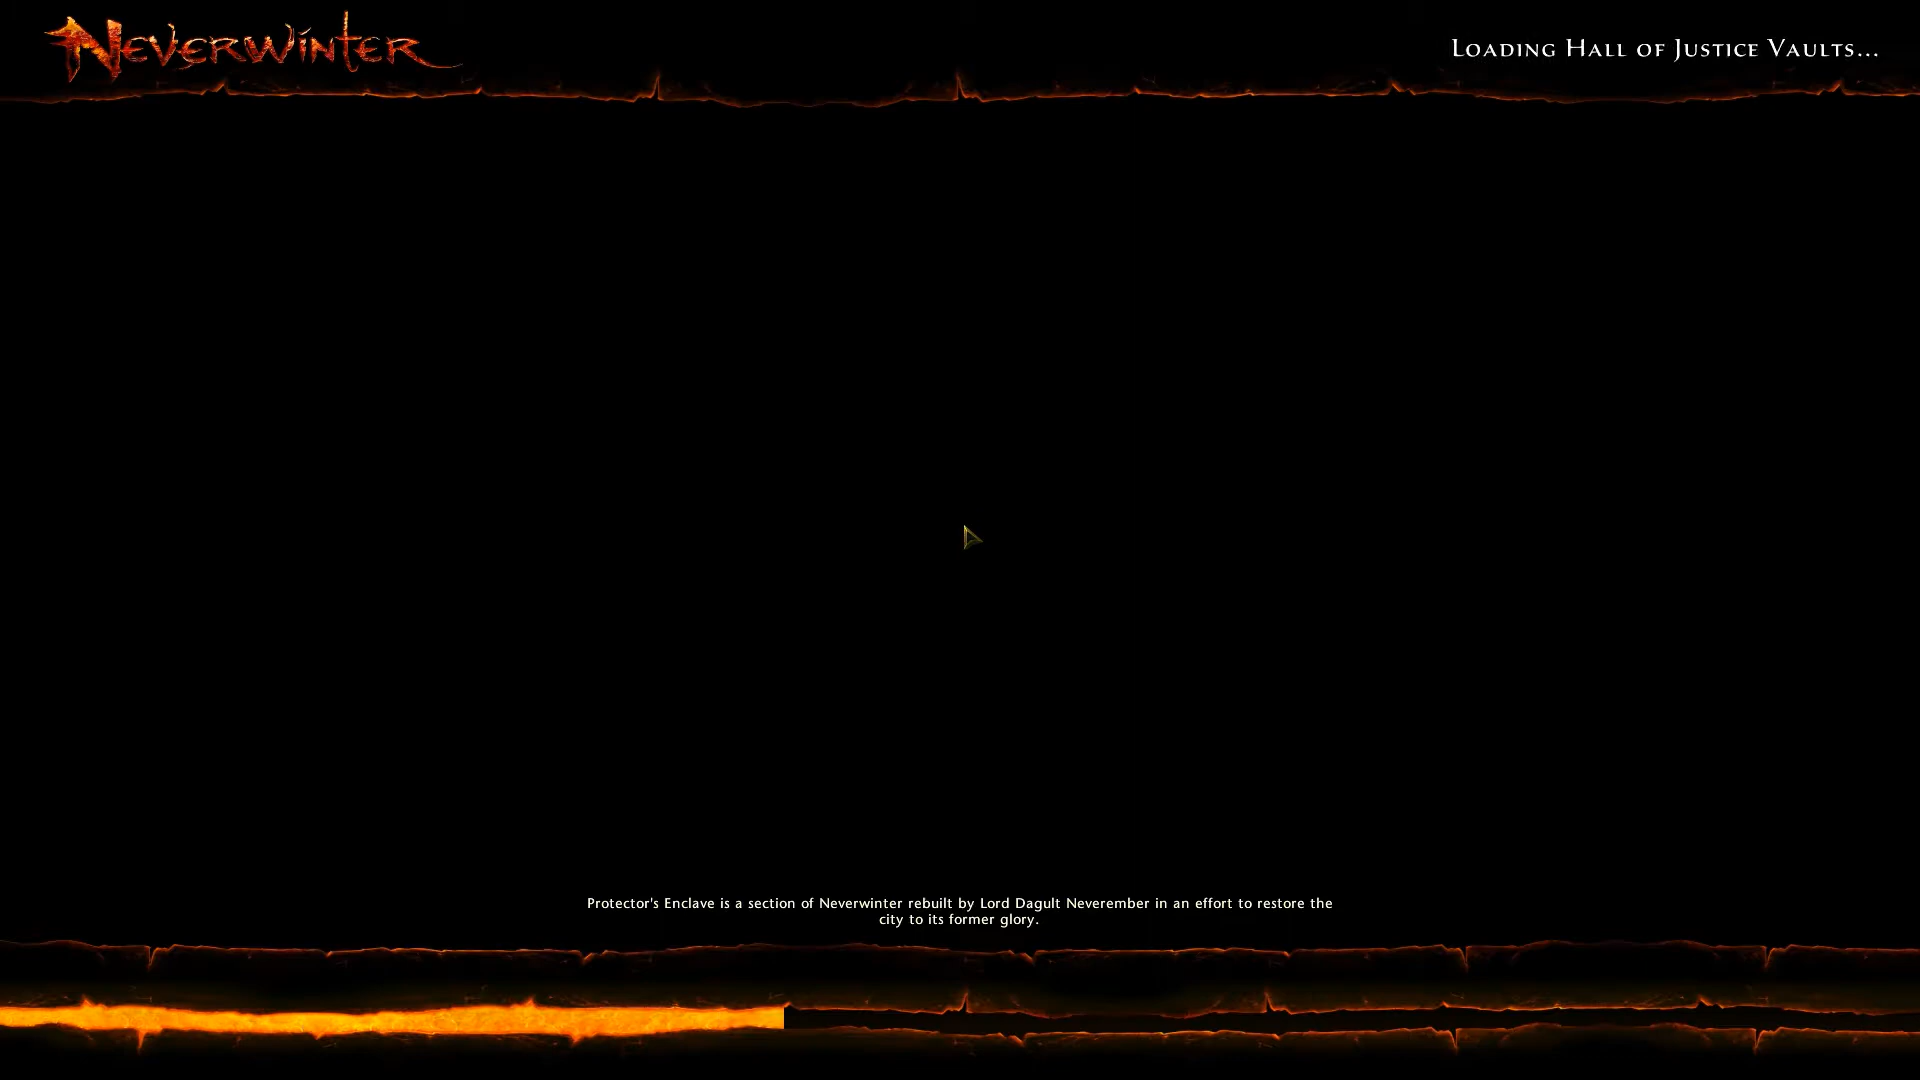 Neverwinter
Loading Hall of Justice Vaults...
Protector's Enclave is a section of Neverwinter rebuilt by Lord Dagult Neverember in an effort to restore the
city to its former glory.